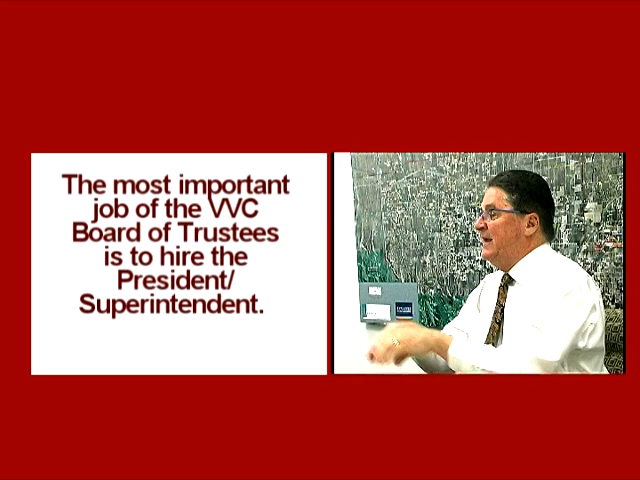 The most important
job of the VVC
Board of Trustees
is to hire the
President/
Superintendent.